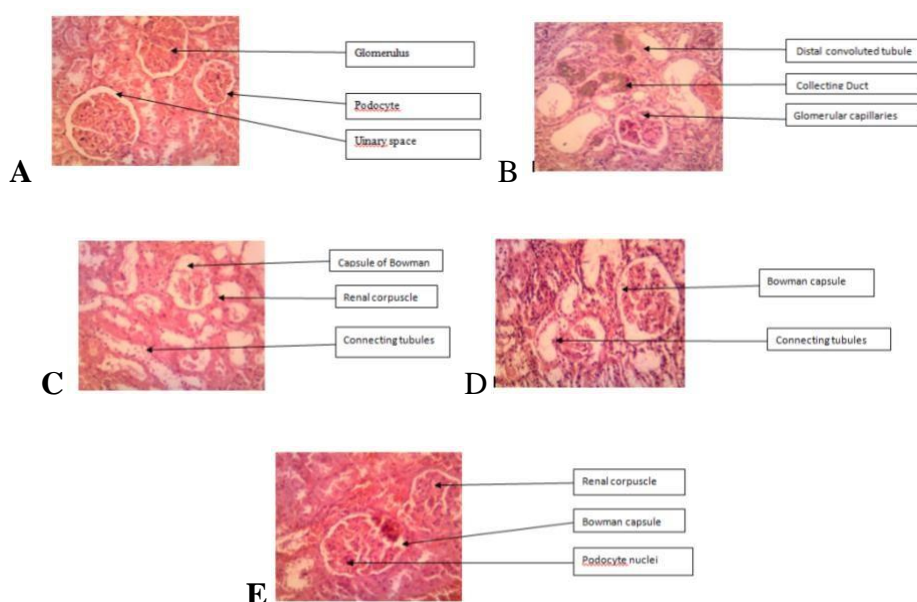 A
Glomerulus
Podocyte
Uinary space
B
Distal convoluted tubule
Collecting Duct
Glomerular capillaries
C
Capsule of Bowman
Renal corpuscle
Connecting tubules
D
Bowman capsule
Connecting tubules
E
Renal corpuscle
Bowman capsule
Podocyte nuclei